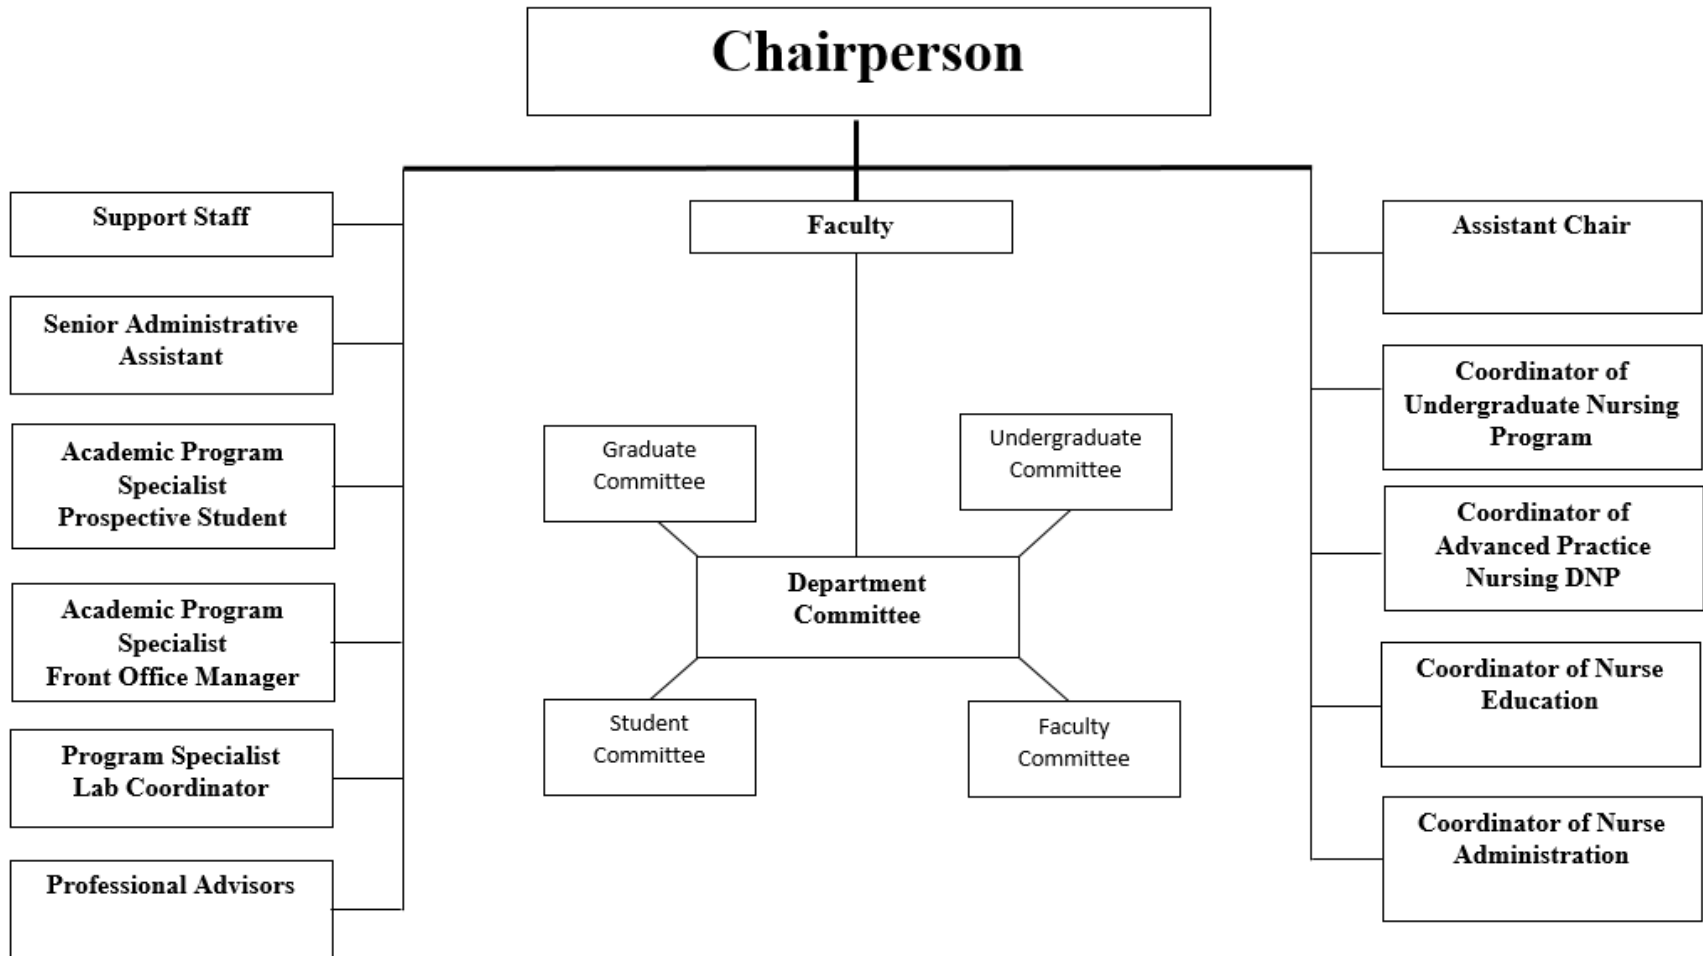 Chairperson
Support Staff
Senior Administrative
Assistant
Academic Program
Specialist
Prospective Student
Academic Program
Specialist
Front Office Manager
Program Specialist
Lab Coordinator
Professional Advisors
Faculty
Graduate
Committee
Undergraduate
Committee
Department
Committee
Student
Committee
Faculty
Committee
Assistant Chair
Coordinator of
Undergraduate Nursing
Program
Coordinator of
Advanced Practice
Nursing DNP
Coordinator of Nurse
Education
Coordinator of Nurse
Administration